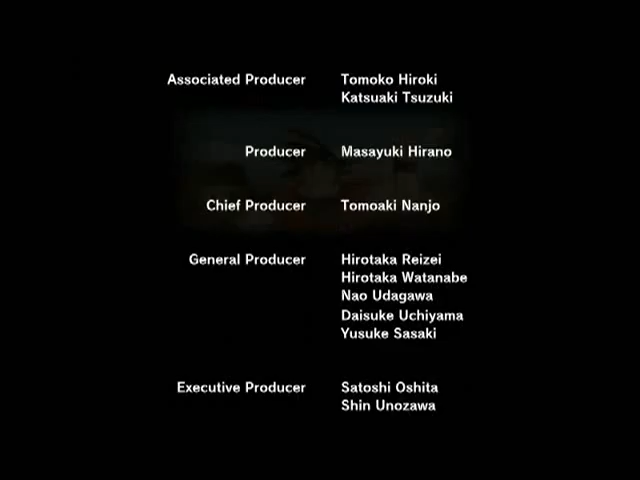 Associated Producer Tomoko Hiroki
Katsuaki Tsuzuki
Producer Masayuki Hirano
Chief Producer Tomoaki Nanjo
General Producer Hirotaka Reizei
Hirotaka Watanabe
Nao Udagawa
Daisuke Uchiyama
Yusuke Sasaki
Executive Producer Satoshi Oshita
Shin Unozawa